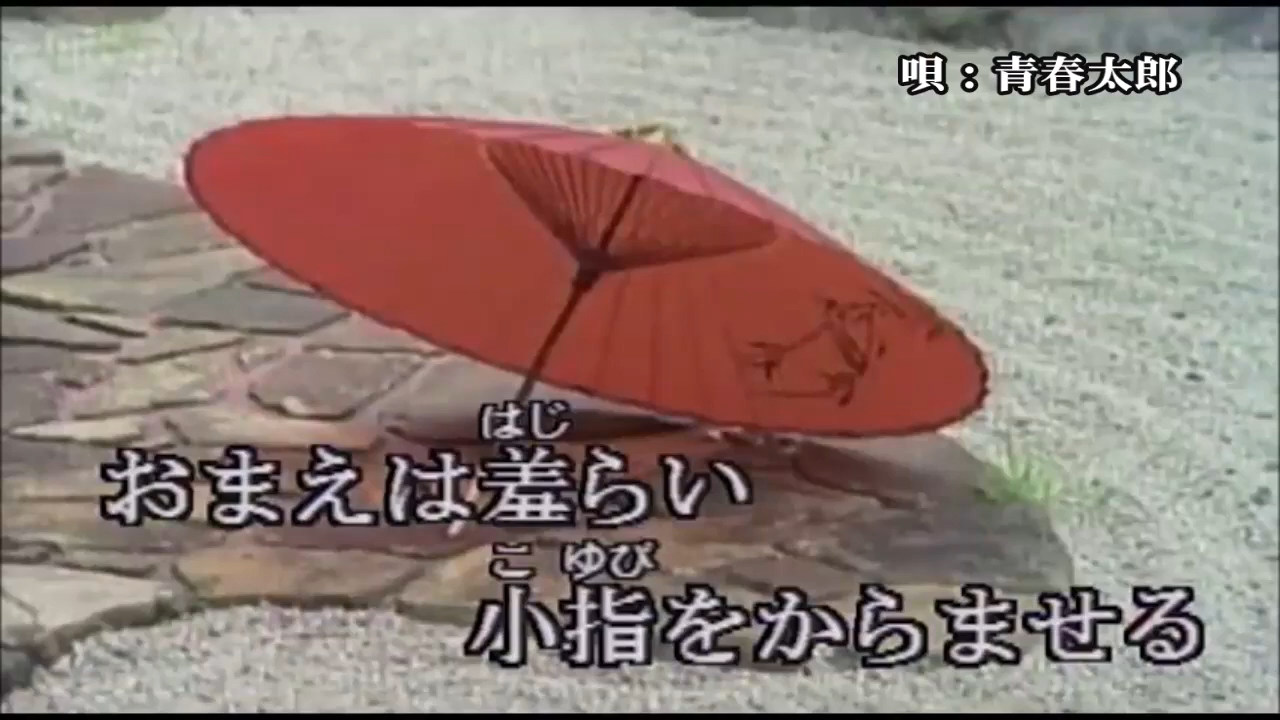 唄：青春太郎
はじ
おまえは羞らい
こ ゆび
小指をからませる